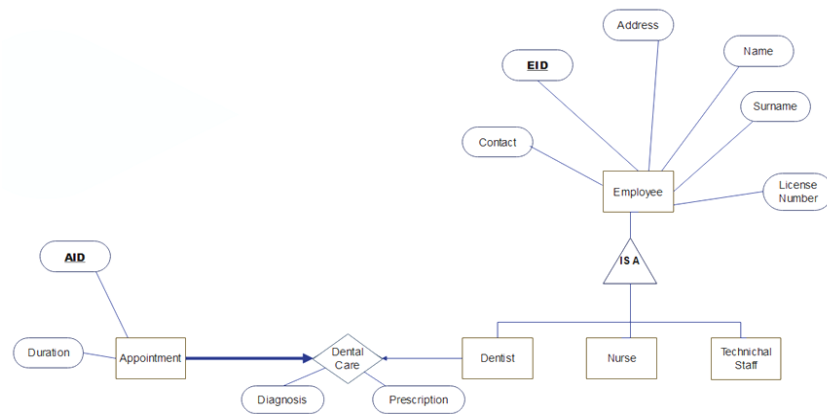 Address
Name
EID
Surname
Contact
License
Number
Employee
IS A
AID
Duration
Appointment
Dental
Care
Dentist
Nurse
Technichal
Staff
Diagnosis
Prescription